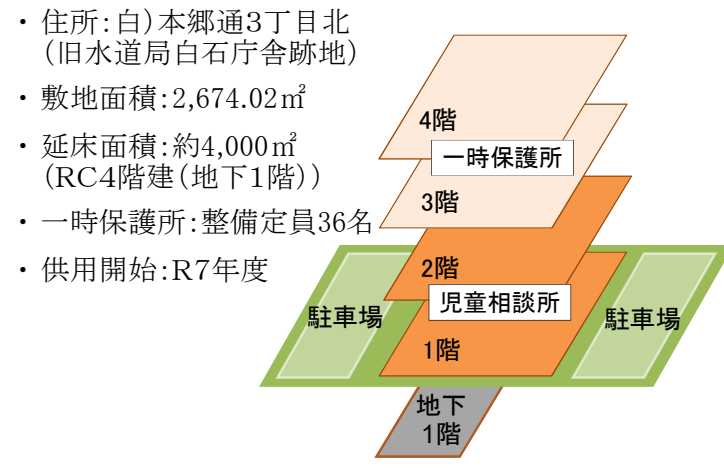 ・住所：白）本郷通3丁目北
（旧水道局白石庁舎跡地）
・敷地面積：2,674.02㎡
・延床面積：約4,000㎡
（RC4階建（地下1階））
・一時保護所：整備定員36名
・供用開始：R7年度
4階
一時保護所
3階
2階
児童相談所
駐車場
駐車場
1階
地下
1階